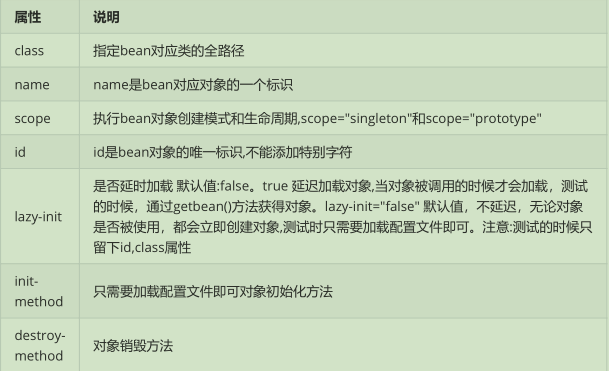 属性 说明
class 指定bean对应类的全路径
name name是bean对应对象的一个标识
scope 执行bean对象创建模式和生命周期,scope="singleton"和scope="prototype"
id id是bean对象的唯一标识,不能添加特别字符
lazy-init 是否延时加载 默认值:false。true 延迟加载对象,当对象被调用的时候才会加载，测试
的时候，通过getbean()方法获得对象。lazy-init="false" 默认值，不延迟，无论对象
是否被使用，都会立即创建对象,测试时只需要加载配置文件即可。注意:测试的时候只
留下id,class属性
init-
method 只需要加载配置文件即可对象初始化方法
destroy-
method 对象销毁方法